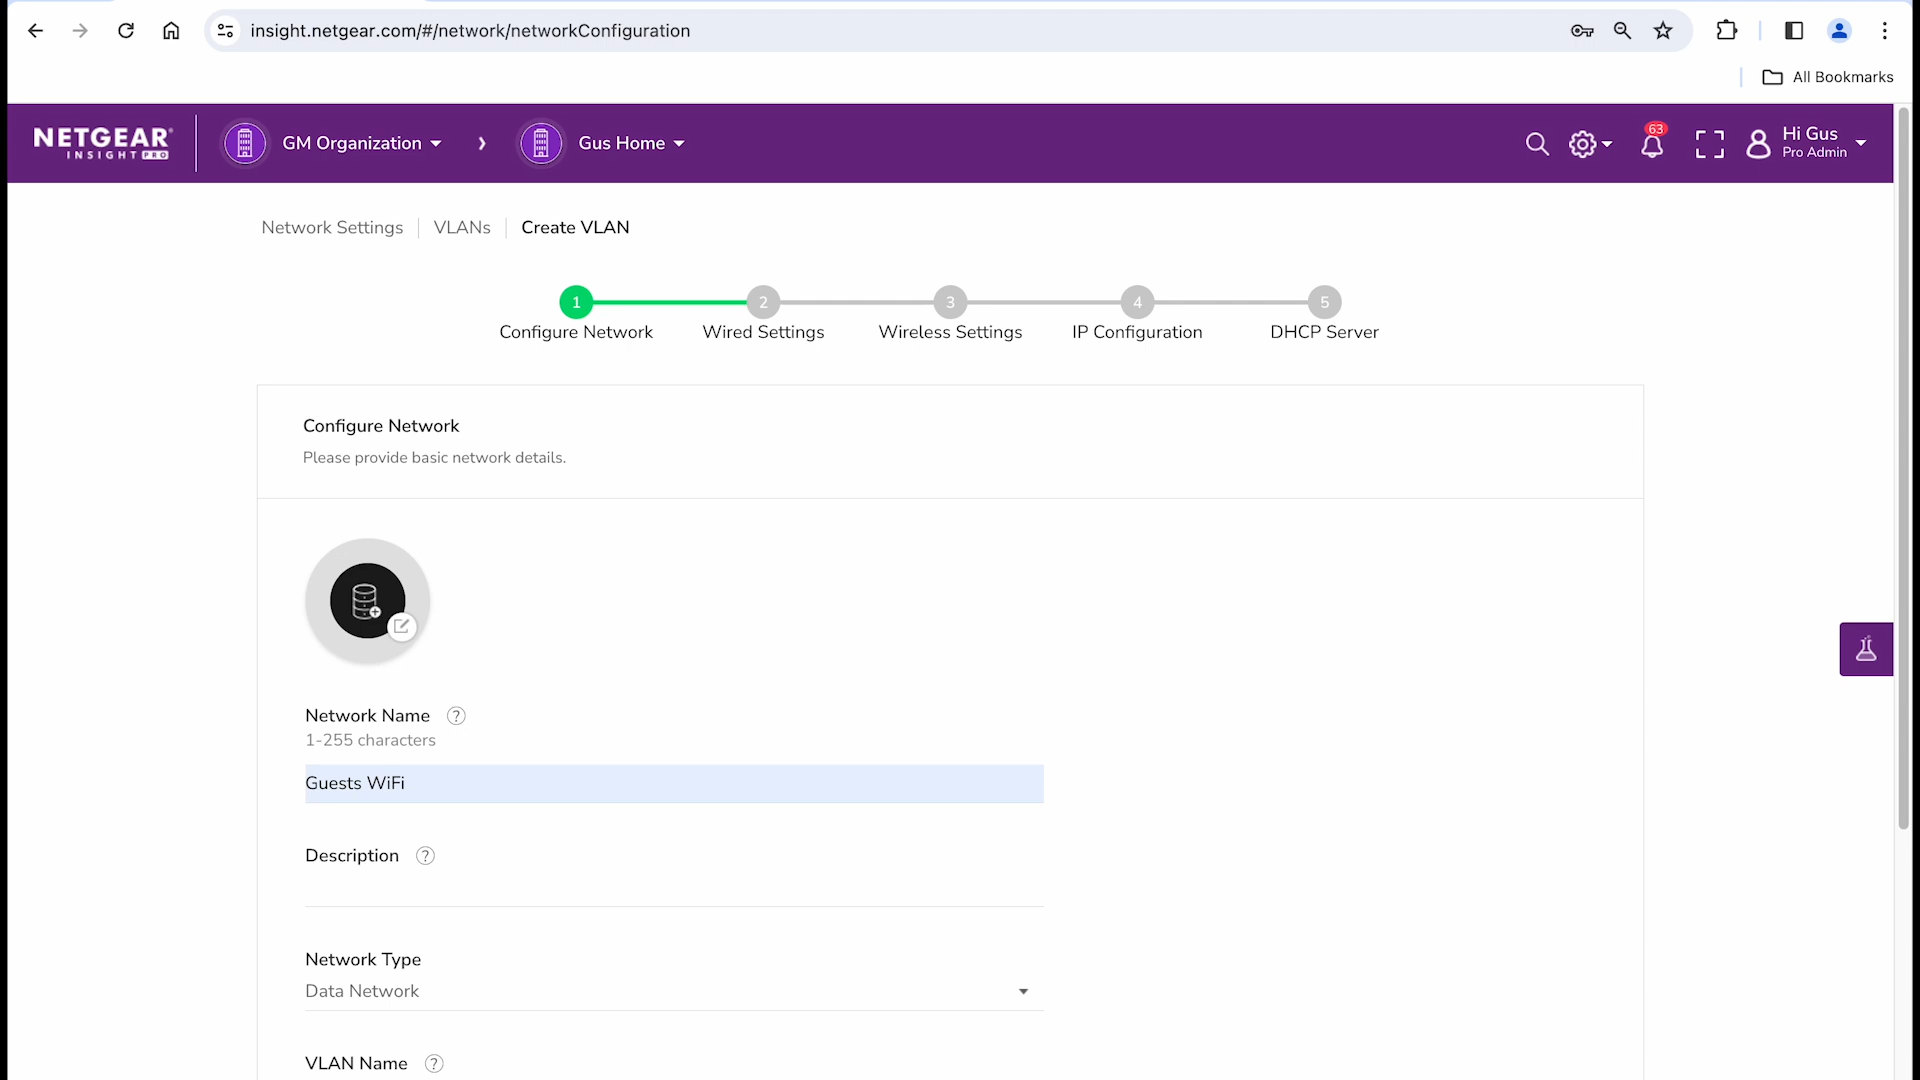 insight.netgear.com/#/network/networkConfiguration
All Bookmarks
NETGEAR®
INSIGHT PRO
GM Organization
Gus Home
63
Hi Gus
Pro Admin
Network Settings
VLANs
Create VLAN
1
2
3
4
5
Configure Network
Wired Settings
Wireless Settings
IP Configuration
DHCP Server
Configure Network
Please provide basic network details.
Network Name ?
1-255 characters
Guests WiFi
Description ?
Network Type
Data Network
VLAN Name ?